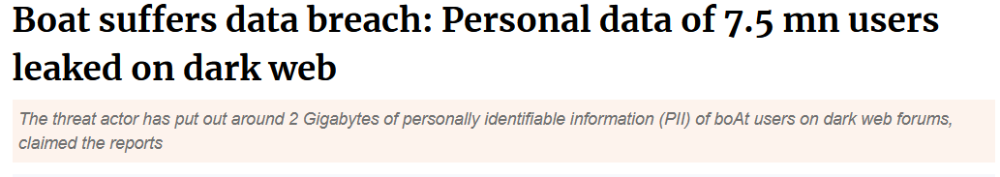 Boat suffers data breach: Personal data of 7.5 mn users
leaked on dark web
The threat actor has put out around 2 Gigabytes of personally identifiable information (PII) of boAt users on dark web forums,
claimed the reports